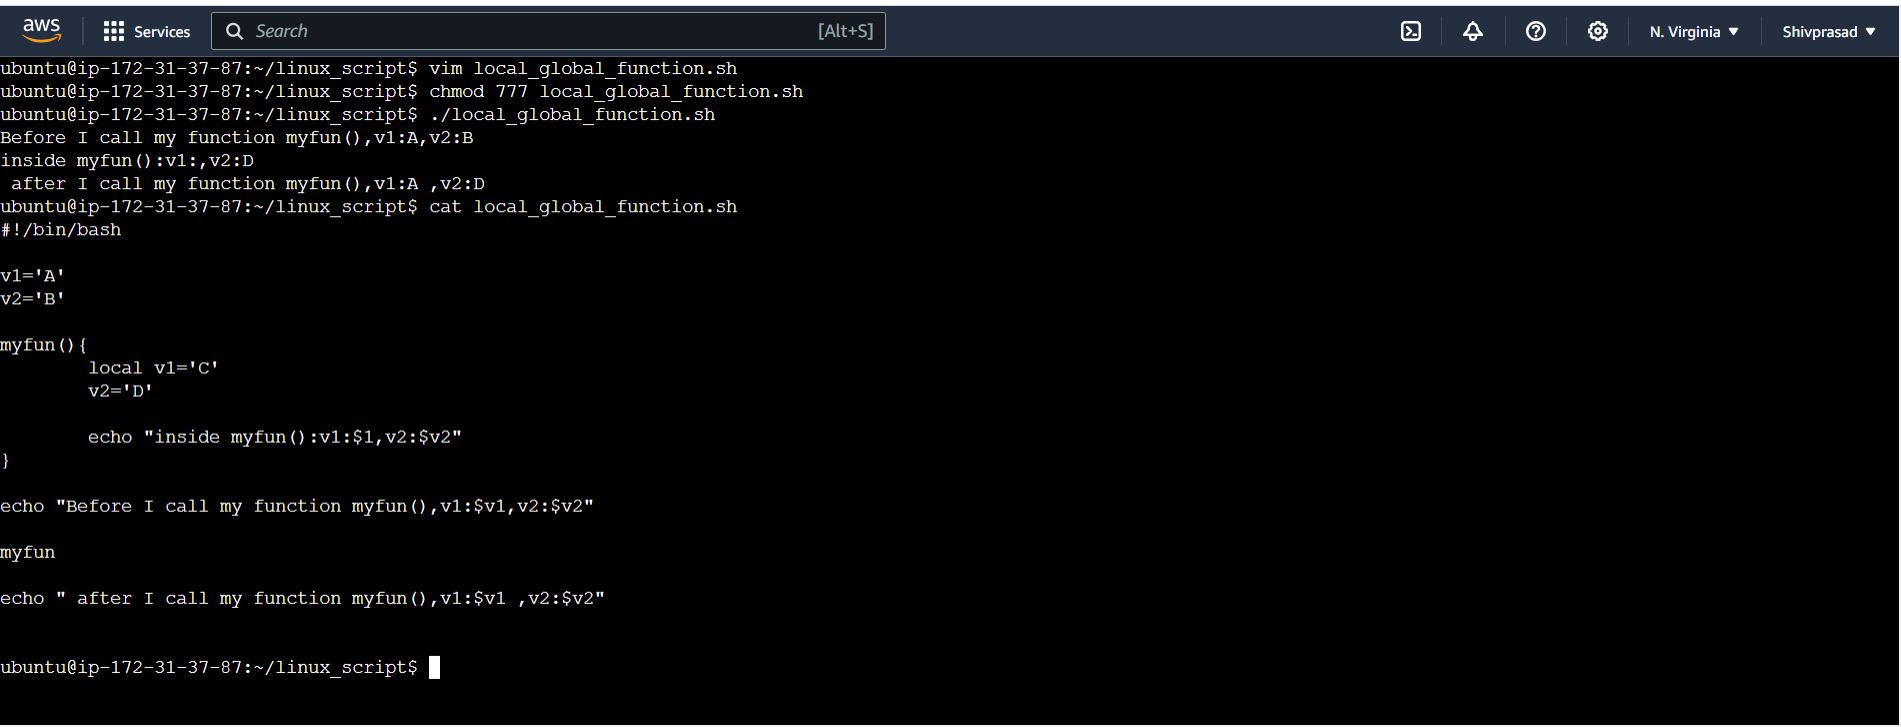 aws Services Search [Alt+S] N. Virginia Shivprasad
ubuntu@ip-172-31-37-87:~/linux_script$ vim local_global_function.sh
ubuntu@ip-172-31-37-87:~/linux_script$ chmod 777 local_global_function.sh
ubuntu@ip-172-31-37-87:~/linux_script$ ./local_global_function.sh
Before I call my function myfun(),v1:A,v2:B
inside myfun():v1:,v2:D
 after I call my function myfun(),v1:A ,v2:D
ubuntu@ip-172-31-37-87:~/linux_script$ cat local_global_function.sh
#!/bin/bash

v1='A'
v2='B'

myfun(){
        local v1='C'
        v2='D'

        echo "inside myfun():v1:$1,v2:$v2"
}

echo "Before I call my function myfun(),v1:$v1,v2:$v2"

myfun

echo " after I call my function myfun(),v1:$v1 ,v2:$v2"

ubuntu@ip-172-31-37-87:~/linux_script$